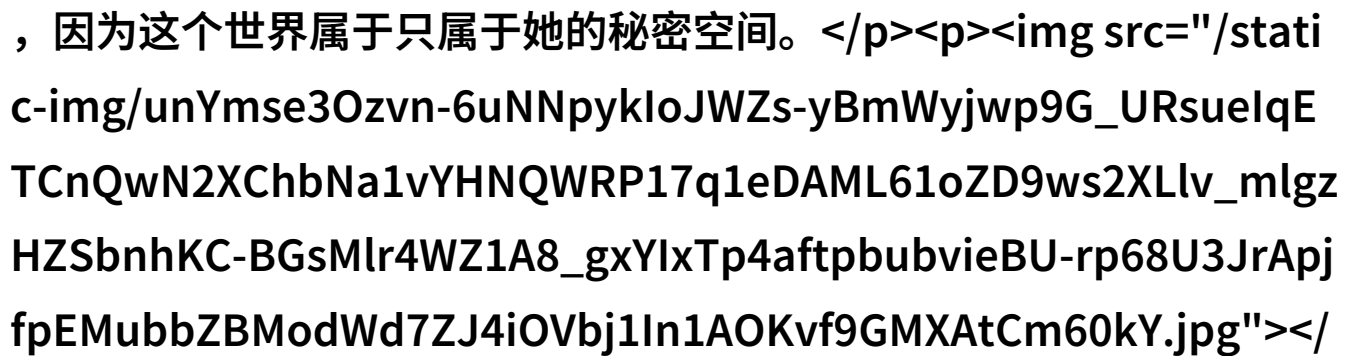 ，因为这个世界属于只属于她的秘密空间。</p><p><img src="/stati
c-img/unYmse3Ozvn-6uNNpykIoJWZs-yBmWyjwp9G_URsueIqE
TCnQwN2XChbNa1vYHNQWRP17q1eDAML61oZD9ws2XLlv_mlgz
HZSbnhKC-BGsMlr4WZ1A8_gxYIxTp4aftpbubvieBU-rp68U3JrApj
fpEMubbZBModWd7ZJ4iOVbj1In1AOKvf9GMXAtCm60kY.jpg"></